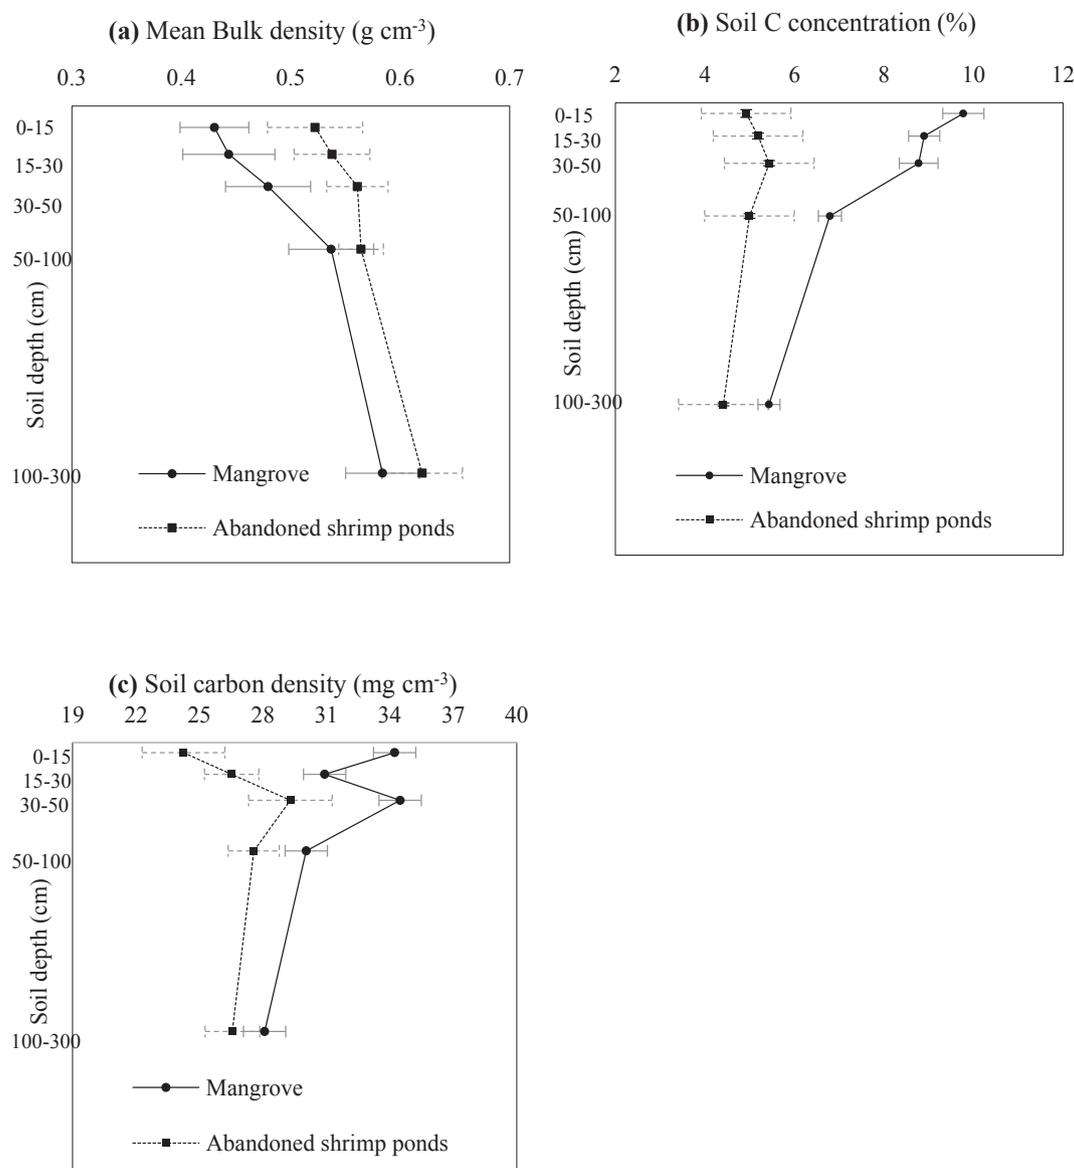 (a) Mean Bulk density (g cm-3)
0.3 0.4 0.5 0.6 0.7
0-15
15-30
30-50
50-100
100-300
Soil depth (cm)
Mangrove
Abandoned shrimp ponds
(b) Soil C concentration (%)
2 4 6 8 10 12
0-15
15-30
30-50
50-100
100-300
Soil depth (cm)
Mangrove
Abandoned shrimp ponds
(c) Soil carbon density (mg cm-3)
19 22 25 28 31 34 37 40
0-15
15-30
30-50
50-100
100-300
Soil depth (cm)
Mangrove
Abandoned shrimp ponds